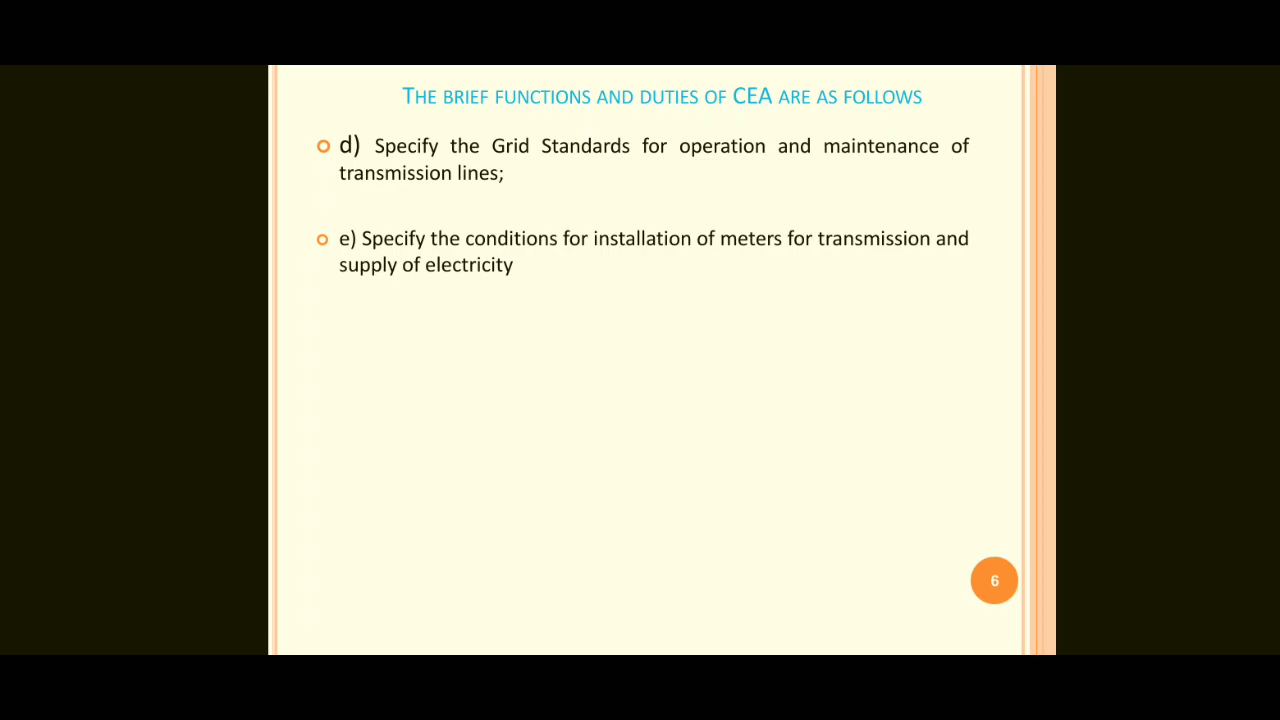 THE BRIEF FUNCTIONS AND DUTIES OF CEA ARE AS FOLLOWS
d) Specify the Grid Standards for operation and maintenance of
transmission lines;
e) Specify the conditions for installation of meters for transmission and
supply of electricity
6